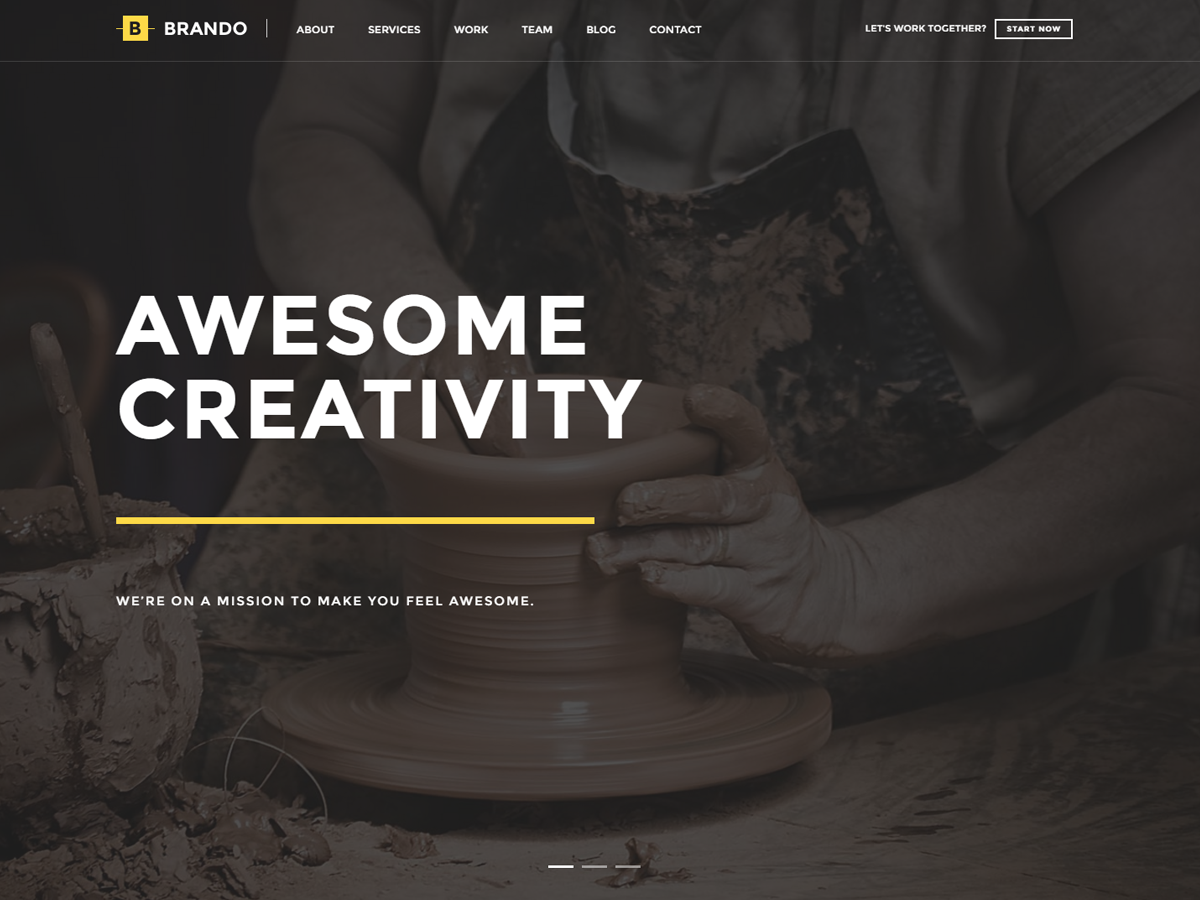 B BRANDO ABOUT SERVICES WORK TEAM BLOG CONTACT LET'S WORK TOGETHER? START NOW
AWESOME
CREATIVITY
WE'RE ON A MISSION TO MAKE YOU FEEL AWESOME.